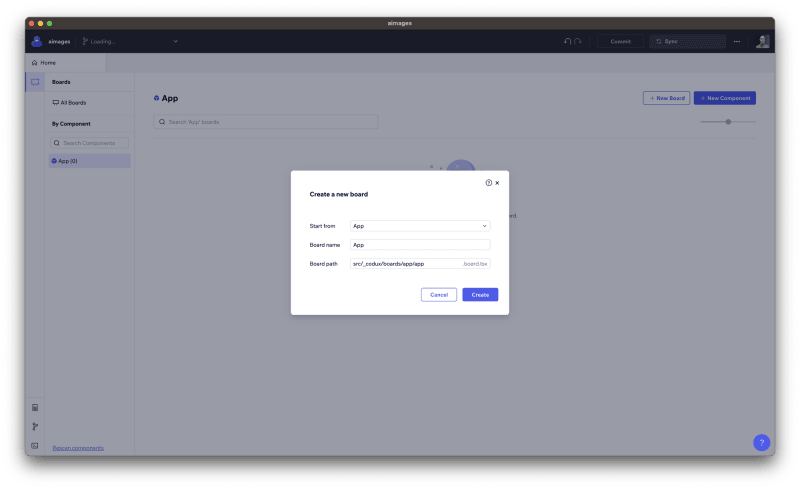 aimages
aimages
Loading...
Commit
Sync
Home
Boards
All Boards
By Component
Search Components
App (0)
Rescan components
App
+ New Board
+ New Component
Search 'App' boards
Create a new board
Start from
App
Board name
App
Board path
src/_codux/boards/app/app
.board.tsx
Cancel
Create
?